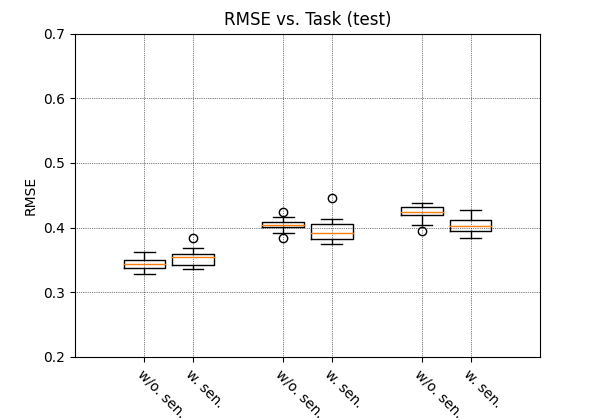 RMSE vs. Task (test)
0.7
0.6
0.5
0.4
0.3
0.2
RMSE
w/o. sen.
w. sen.
w/o. sen.
w. sen.
w/o. sen.
w. sen.